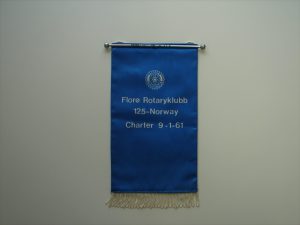 Flore Rotaryklubb
125-Norway
Charter 9-1-61